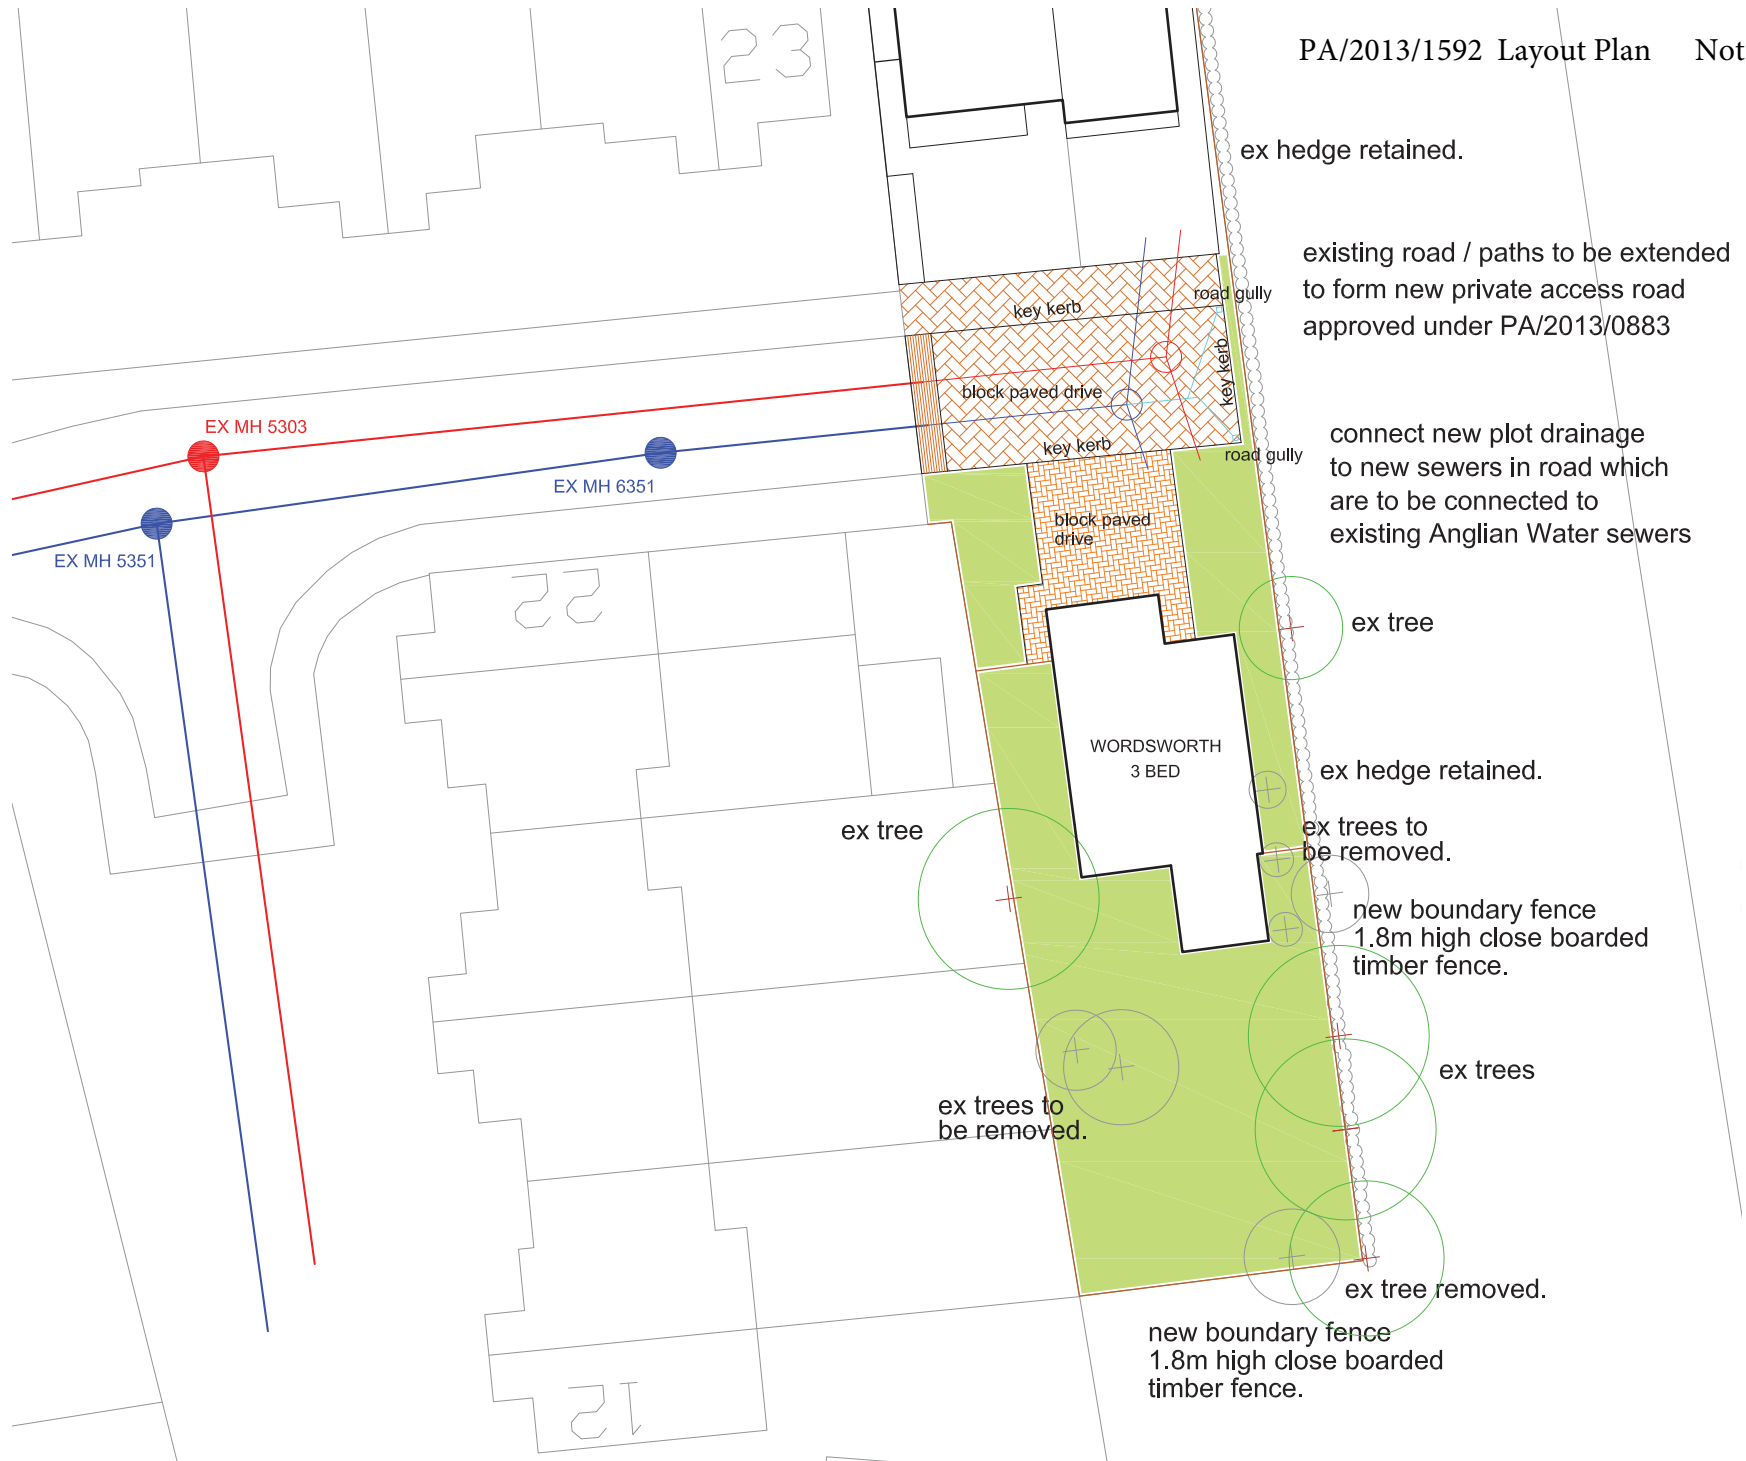 PA/2013/1592 Layout Plan Not
23
ex hedge retained.
existing road / paths to be extended
to form new private access road
approved under PA/2013/0883
road gully
key kerb
key kerb
block paved drive
key kerb
road gully
EX MH 5303
EX MH 6351
EX MH 5351
connect new plot drainage
to new sewers in road which
are to be connected to
existing Anglian Water sewers
block paved
drive
22
ex tree
WORDSWORTH
3 BED
ex hedge retained.
ex tree
ex trees to
be removed.
new boundary fence
1.8m high close boarded
timber fence.
ex trees
ex trees to
be removed.
ex tree removed.
new boundary fence
1.8m high close boarded
timber fence.
12